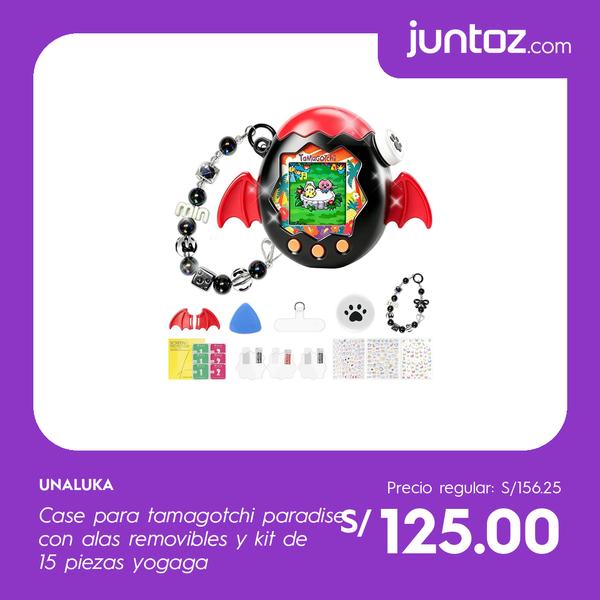 juntoz.com
Tamagotchi
min
UNALUKA
Precio regular: S/156.25
Case para tamagotchi paradise
con alas removibles y kit de
15 piezas yogaga
S/125.00